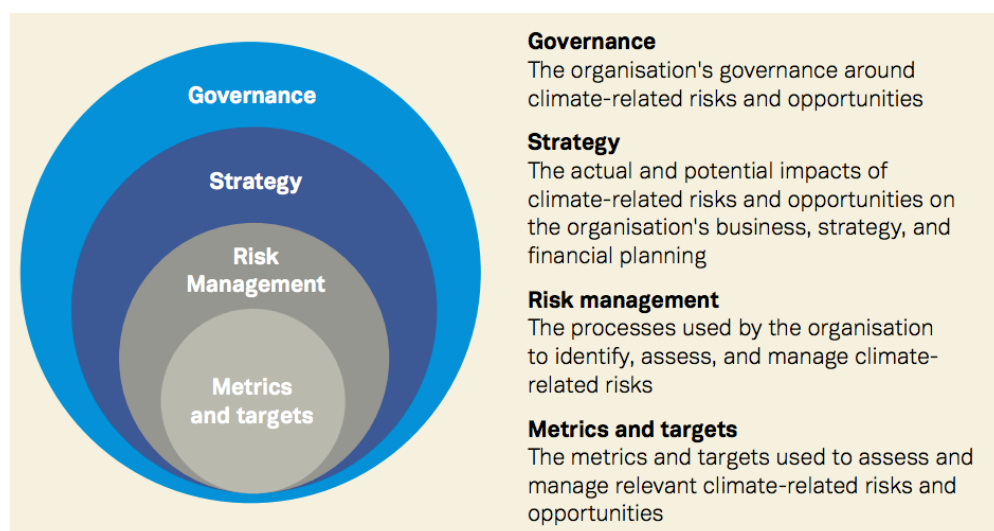 Governance
Strategy
Risk
Management
Metrics
and targets
Governance
The organisation's governance around
climate-related risks and opportunities
Strategy
The actual and potential impacts of
climate-related risks and opportunities on
the organisation's business, strategy, and
financial planning
Risk management
The processes used by the organisation
to identify, assess, and manage climate-
related risks
Metrics and targets
The metrics and targets used to assess and
manage relevant climate-related risks and
opportunities